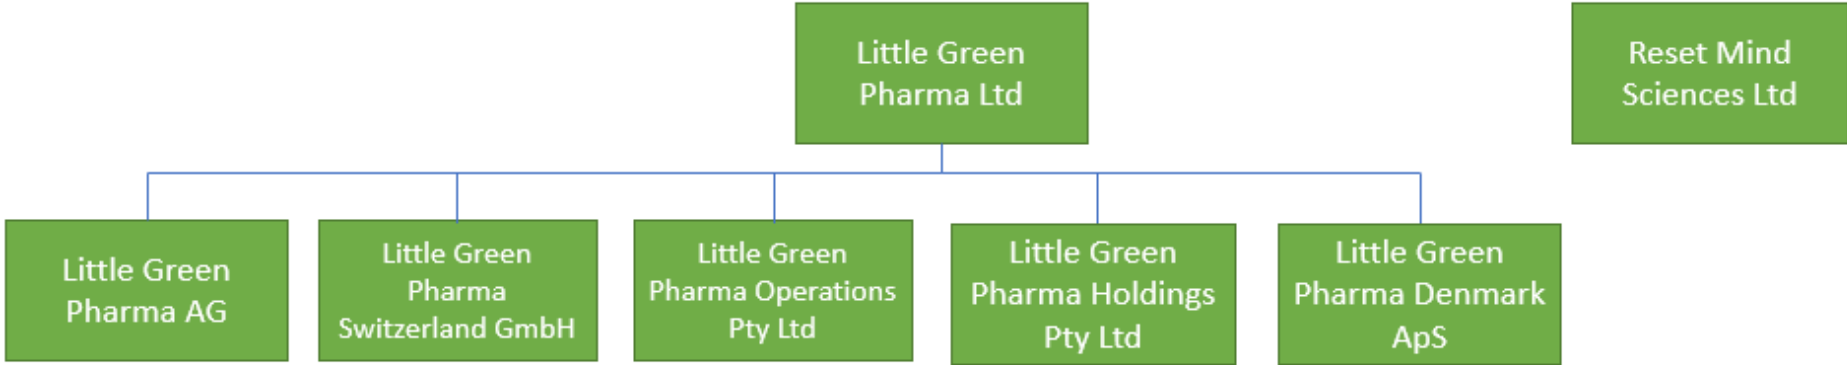 Little Green
Pharma Ltd
Reset Mind
Sciences Ltd
Little Green
Pharma AG
Little Green
Pharma
Switzerland GmbH
Little Green
Pharma Operations
Pty Ltd
Little Green
Pharma Holdings
Pty Ltd
Little Green
Pharma Denmark
ApS